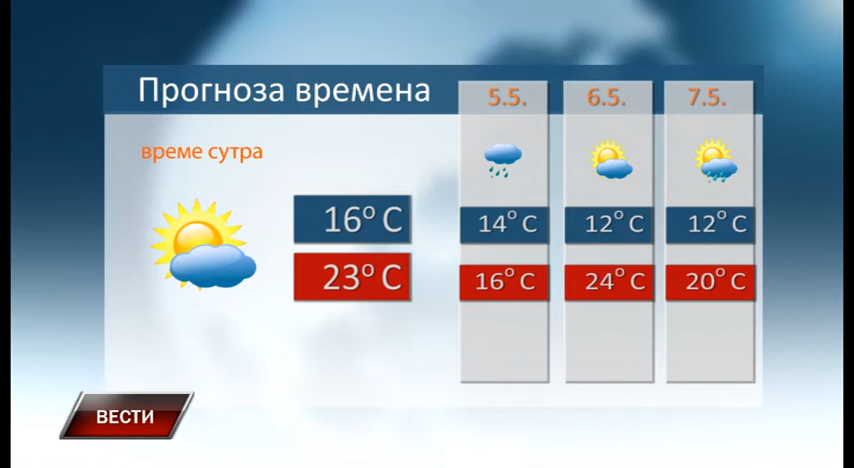 Прогноза времена
време сутра
16° C
23° C
5.5.
14° C
16° C
6.5.
12° C
24° C
7.5.
12° C
20° C
ВЕСТИ